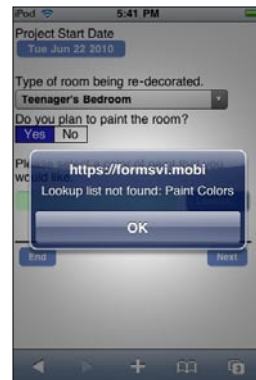 iPod 5:41 PM
Project Start Date
Tue Jun 22 2010
Type of room being re-decorated.
Teenager's Bedroom
Do you plan to paint the room?
Yes No
would like.
https://formsvi.mobi
Lookup list not found: Paint Colors
OK
End Next